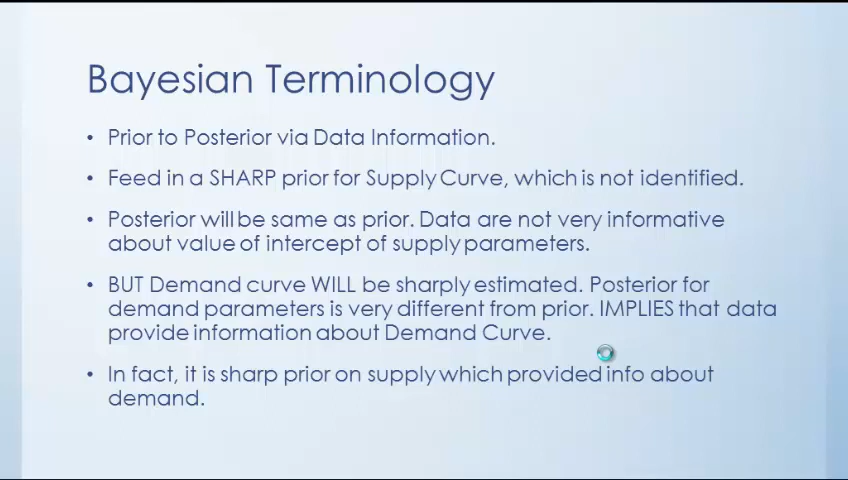 Bayesian Terminology
• Prior to Posterior via Data Information.
• Feed in a SHARP prior for Supply Curve, which is not identified.
• Posterior will be same as prior. Data are not very informative
about value of intercept of supply parameters.
• BUT Demand curve WILL be sharply estimated. Posterior for
demand parameters is very different from prior. IMPLIES that data
provide information about Demand Curve.
• In fact, it is sharp prior on supply which provided info about
demand.